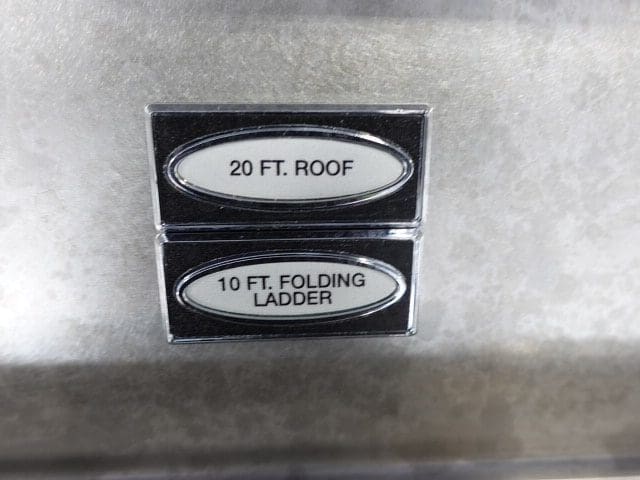 20 FT. ROOF
10 FT. FOLDING
LADDER